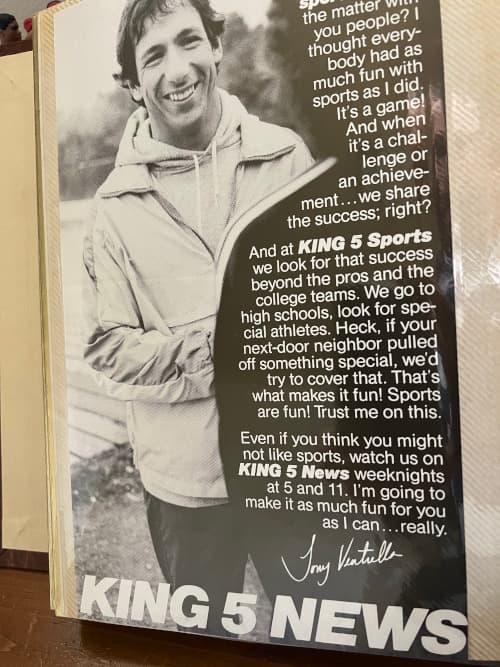 the matter with
you people? I
thought every-
body had as
much fun with
sports as I did.
It's a game!
And when
it's a chal-
lenge or
an achieve-
ment...we share
the success; right?
And at KING 5 Sports
we look for that success
beyond the pros and the
college teams. We go to
high schools, look for spe-
cial athletes. Heck, if your
next-door neighbor pulled
off something special, we'd
try to cover that. That's
what makes it fun! Sports
are fun! Trust me on this.
Even if you think you might
not like sports, watch us on
KING 5 News weeknights
at 5 and 11. I'm going to
make it as much fun for you
as I can...really.
Tony Ventrella
KING 5 NEWS